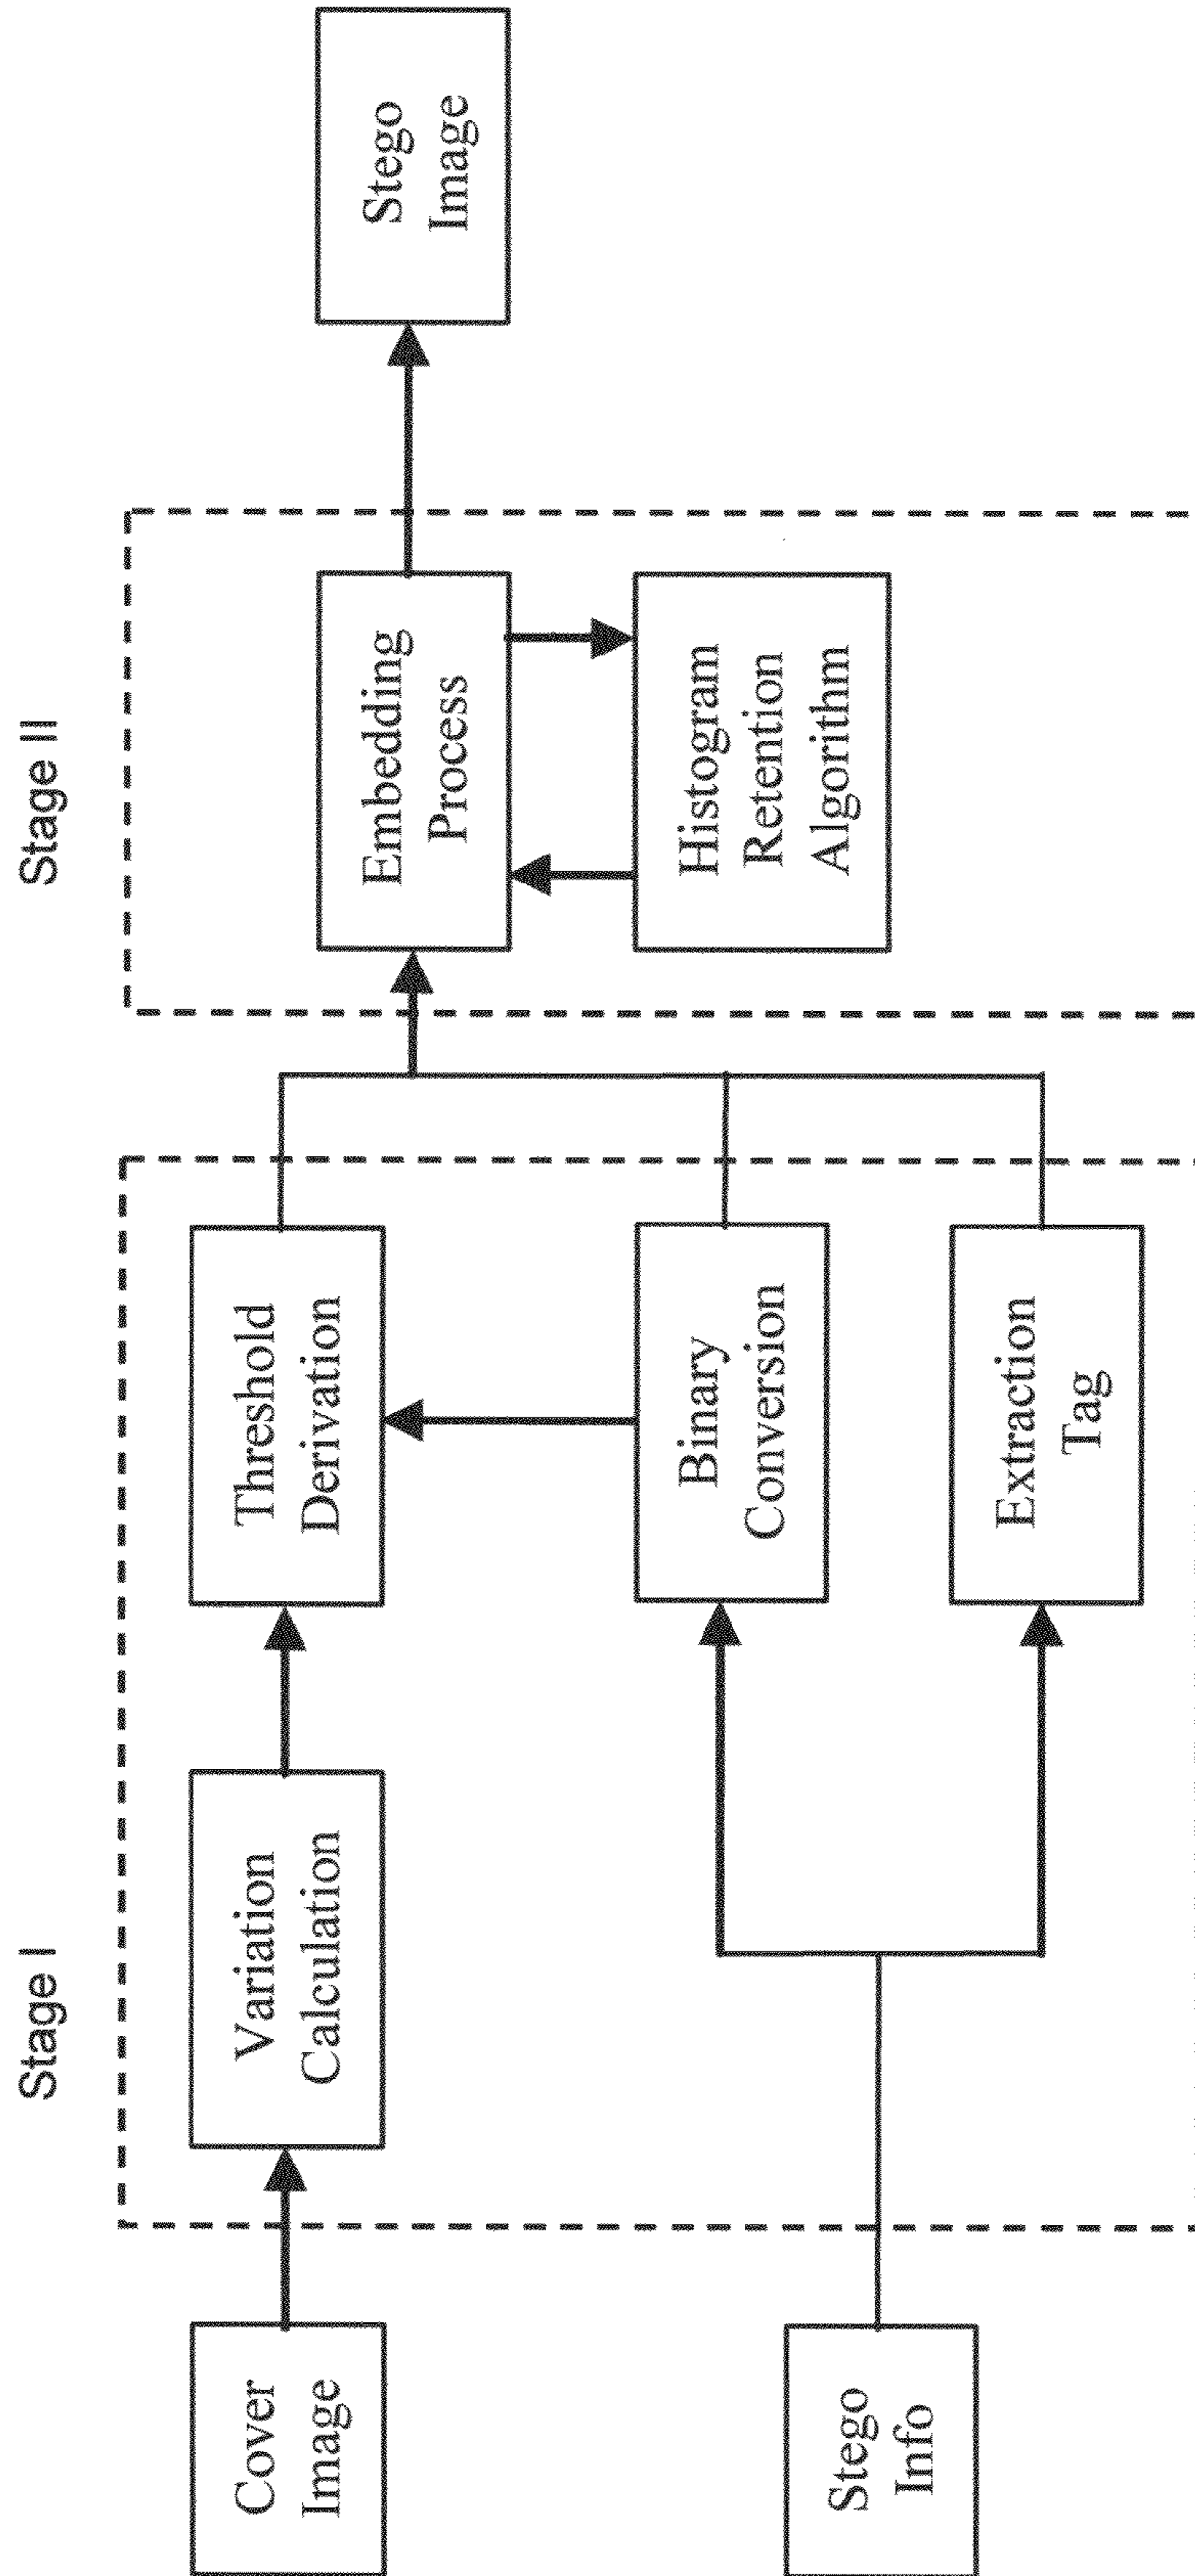 Stage I
Stage II
Cover
Image
Variation
Calculation
Threshold
Derivation
Embedding
Process
Stego
Image
Histogram
Retention
Algorithm
Binary
Conversion
Stego
Info
Extraction
Tag